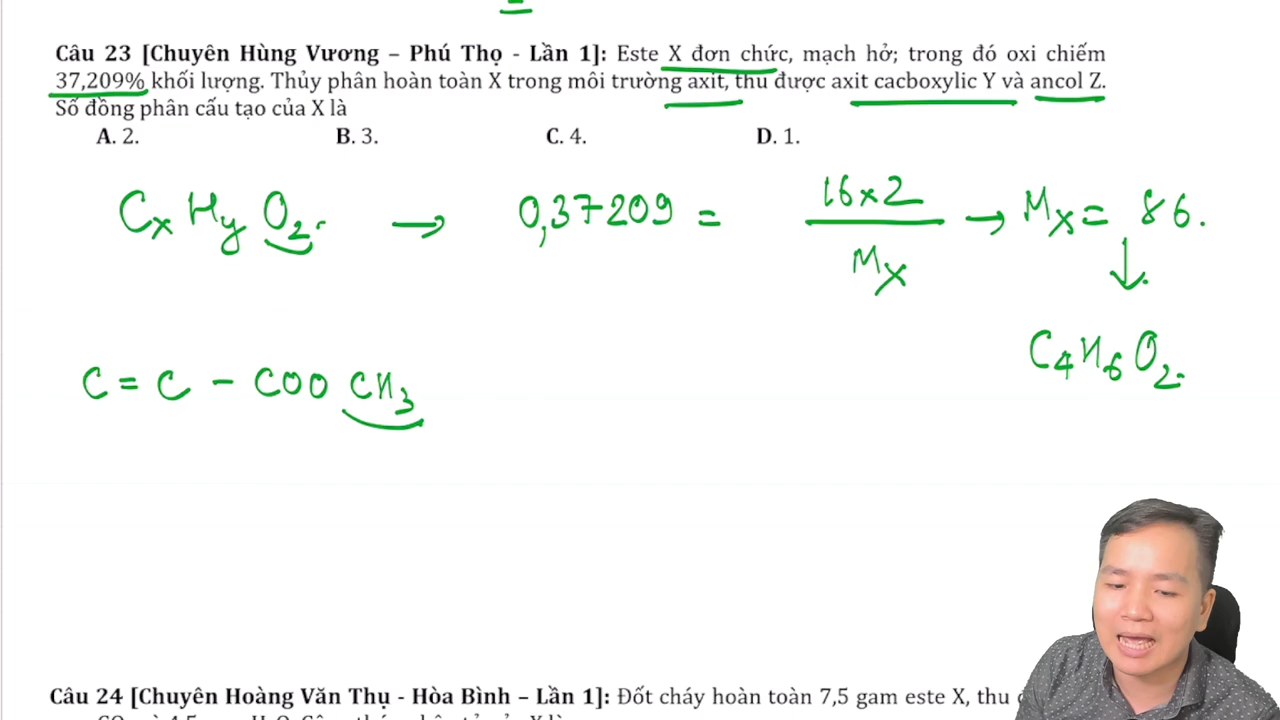 Câu 23 [Chuyên Hùng Vương – Phú Thọ - Lần 1]: Este X đơn chức, mạch hở; trong đó oxi chiếm
37,209% khối lượng. Thủy phân hoàn toàn X trong môi trường axit, thu được axit cacboxylic Y và ancol Z.
Số đồng phân cấu tạo của X là
A. 2. B. 3. C. 4. D. 1.
CxHyO2. → 0,37209 = 16x2 / MX → MX = 86.
↓
C4H6O2.
C = C - COO CH3
Câu 24 [Chuyên Hoàng Văn Thụ - Hòa Bình – Lần 1]: Đốt cháy hoàn toàn 7,5 gam este X, thu